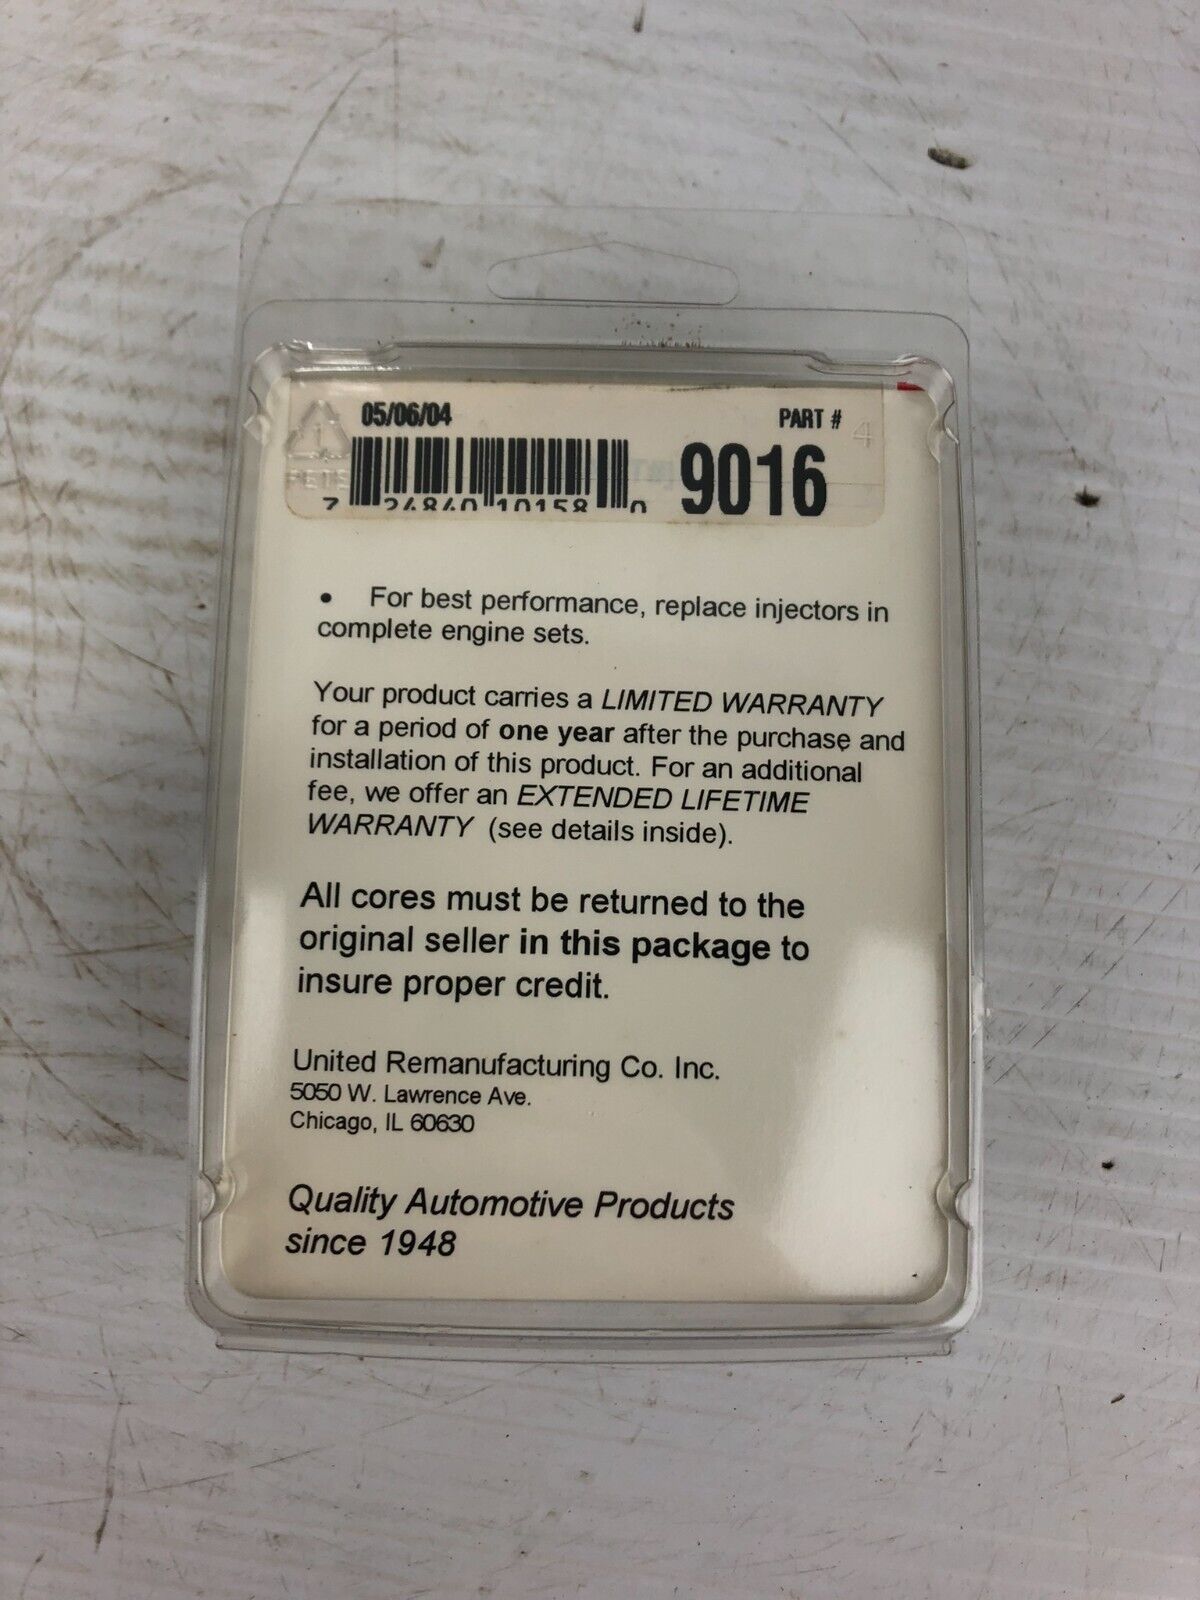 05/06/04
PART #
9016
7 24840 10158 0
1
PETE
4
• For best performance, replace injectors in
complete engine sets.
Your product carries a LIMITED WARRANTY
for a period of one year after the purchase and
installation of this product. For an additional
fee, we offer an EXTENDED LIFETIME
WARRANTY (see details inside).
All cores must be returned to the
original seller in this package to
insure proper credit.
United Remanufacturing Co. Inc.
5050 W. Lawrence Ave.
Chicago, IL 60630
Quality Automotive Products
since 1948